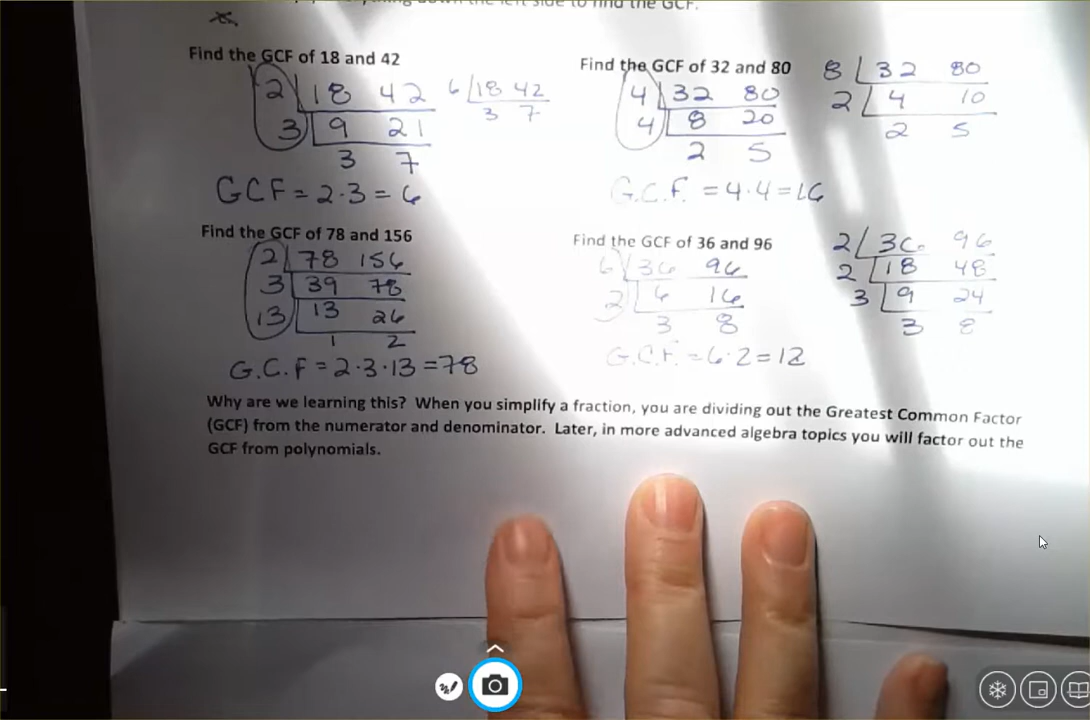 to find the GCF.
Find the GCF of 18 and 42
2 18 42
3 9 21
3 7
6 18 42
3 7
GCF = 2·3 = 6
Find the GCF of 32 and 80
4 32 80
4 8 20
2 5
8 32 80
2 4 10
2 5
G.C.F. = 4·4 = 16
Find the GCF of 78 and 156
2 78 156
3 39 78
13 13 26
1 2
G.C.F = 2·3·13 = 78
Find the GCF of 36 and 96
6 36 96
2 6 16
3 8
2 36 96
2 18 48
3 9 24
3 8
G.C.F. = 6·2 = 12
Why are we learning this? When you simplify a fraction, you are dividing out the Greatest Common Factor
(GCF) from the numerator and denominator. Later, in more advanced algebra topics you will factor out the
GCF from polynomials.